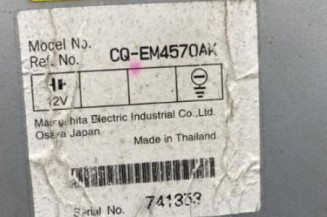 Model No.
Ref. No. CQ-EM4570AK
12V
Matsushita Electric Industrial Co.,Ltd.
Osaka Japan
Made in Thailand
Serial No. 741353